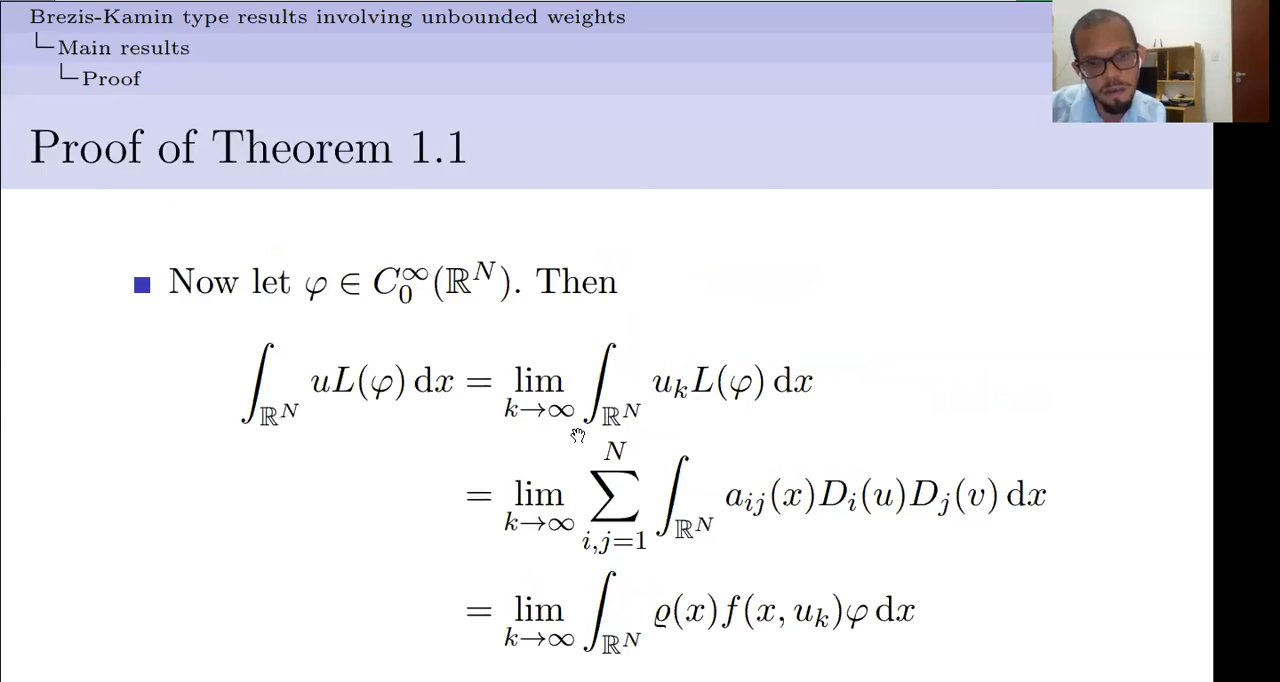 Brezis-Kamin type results involving unbounded weights
Main results
Proof
Proof of Theorem 1.1
Now let φ ∈ C₀^∞(ℝ^N). Then
∫_{ℝ^N} uL(φ) dx = lim_{k→∞} ∫_{ℝ^N} u_k L(φ) dx
= lim_{k→∞} ∑_{i,j=1}^{N} ∫_{ℝ^N} a_{ij}(x)D_i(u)D_j(v) dx
= lim_{k→∞} ∫_{ℝ^N} ϱ(x)f(x, u_k)φ dx